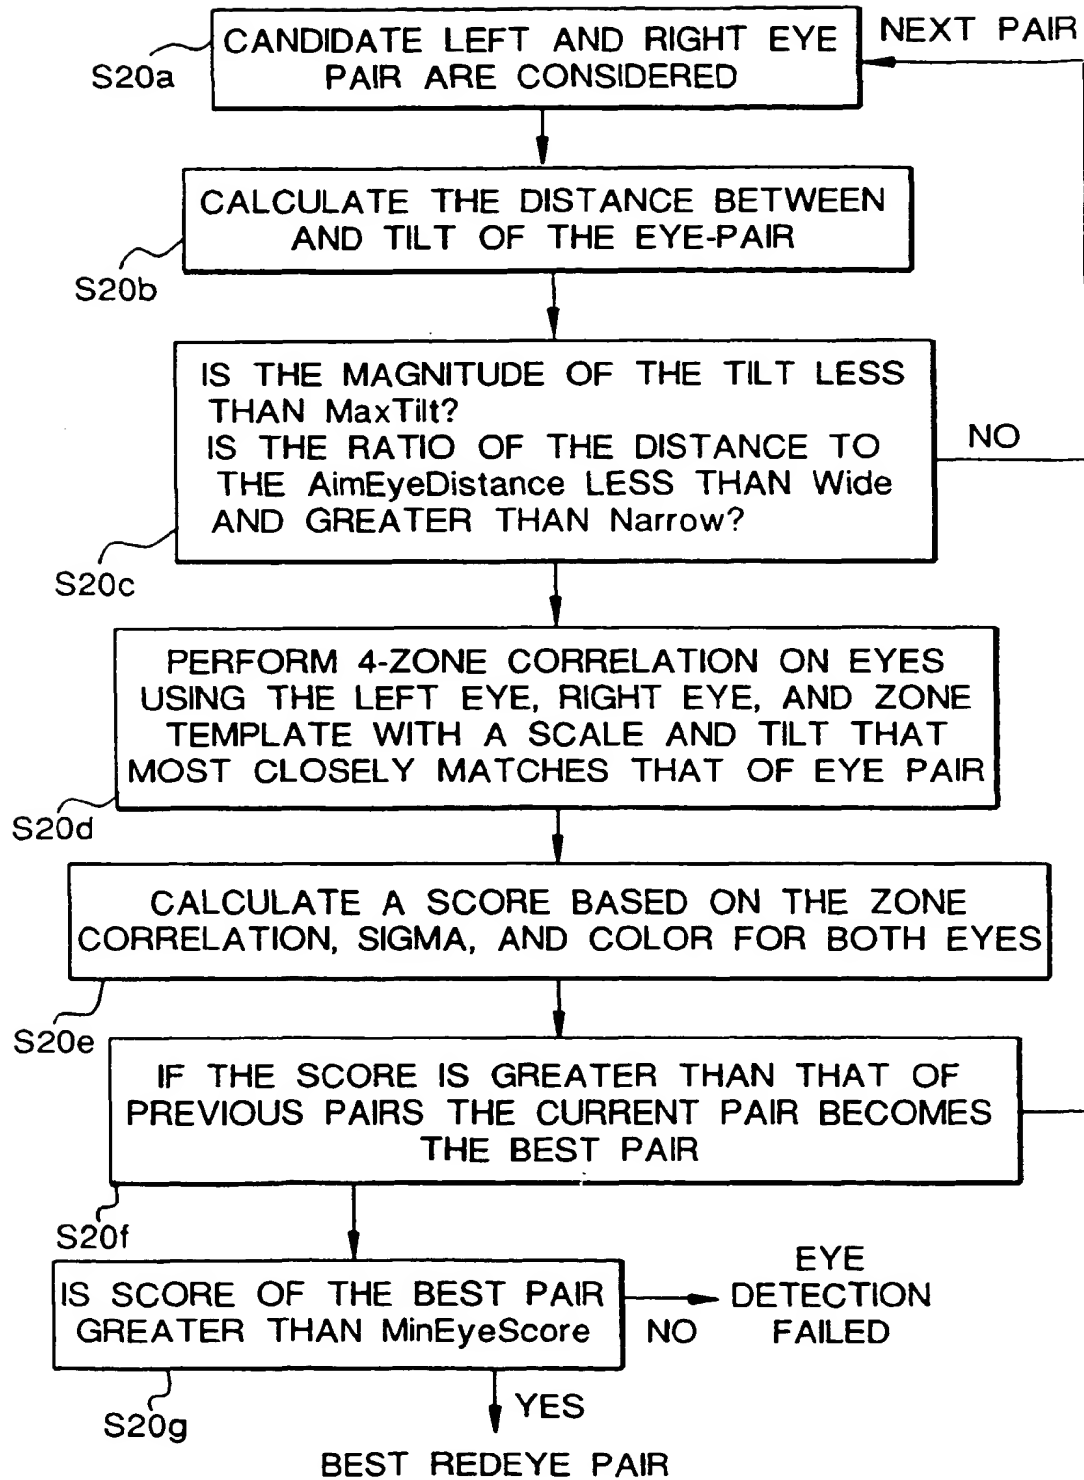 CANDIDATE LEFT AND RIGHT EYE
PAIR ARE CONSIDERED
NEXT PAIR
S20a
CALCULATE THE DISTANCE BETWEEN
AND TILT OF THE EYE-PAIR
S20b
IS THE MAGNITUDE OF THE TILT LESS
THAN MaxTilt?
IS THE RATIO OF THE DISTANCE TO
THE AimEyeDistance LESS THAN Wide
AND GREATER THAN Narrow?
NO
S20c
PERFORM 4-ZONE CORRELATION ON EYES
USING THE LEFT EYE, RIGHT EYE, AND ZONE
TEMPLATE WITH A SCALE AND TILT THAT
MOST CLOSELY MATCHES THAT OF EYE PAIR
S20d
CALCULATE A SCORE BASED ON THE ZONE
CORRELATION, SIGMA, AND COLOR FOR BOTH EYES
S20e
IF THE SCORE IS GREATER THAN THAT OF
PREVIOUS PAIRS THE CURRENT PAIR BECOMES
THE BEST PAIR
S20f
IS SCORE OF THE BEST PAIR
GREATER THAN MinEyeScore
NO
EYE
DETECTION
FAILED
S20g
YES
BEST REDEYE PAIR